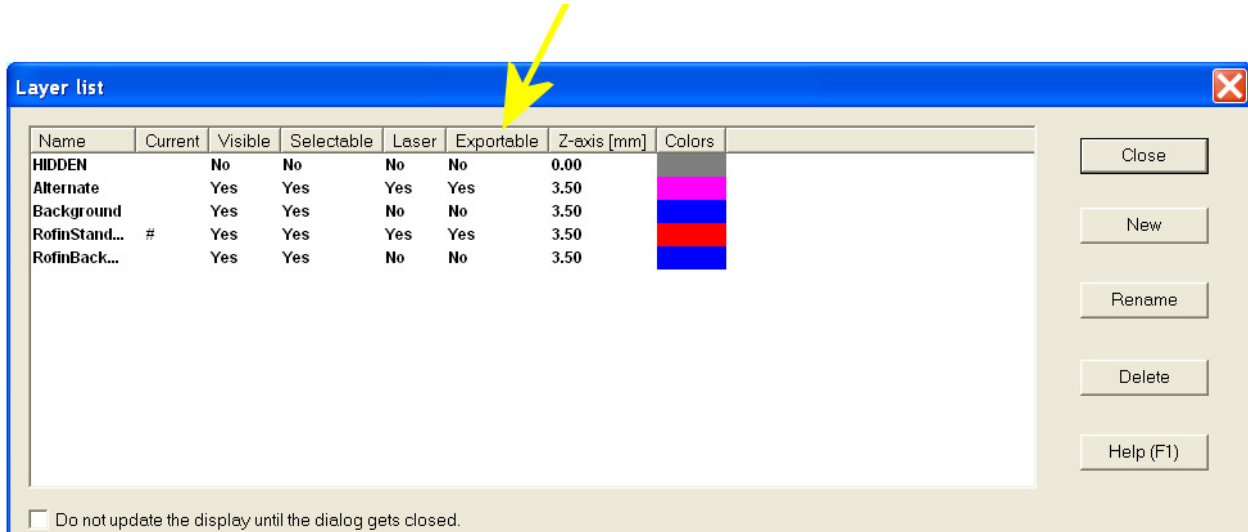 Layer list
Name Current Visible Selectable Laser Exportable Z-axis [mm] Colors
HIDDEN No No No No 0.00
Alternate Yes Yes Yes Yes 3.50
Background Yes Yes No No 3.50
RofinStand... # Yes Yes Yes Yes 3.50
RofinBack... Yes Yes No No 3.50
Close
New
Rename
Delete
Help (F1)
Do not update the display until the dialog gets closed.